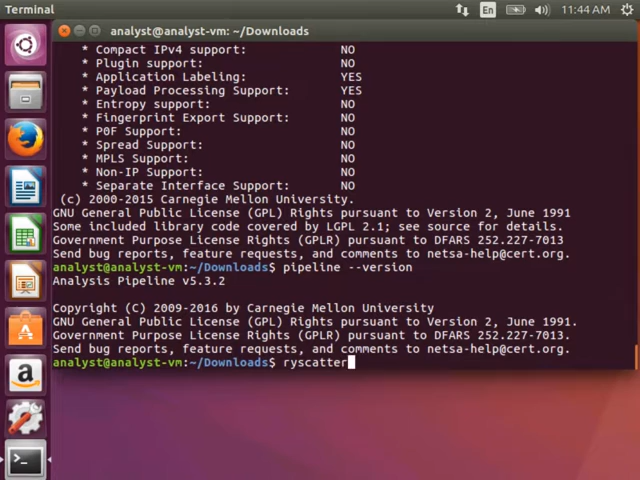 Terminal
En
11:44 AM
analyst@analyst-vm: ~/Downloads
* Compact IPv4 support: NO
* Plugin support: NO
* Application Labeling: YES
* Payload Processing Support: YES
* Entropy support: NO
* Fingerprint Export Support: NO
* P0F Support: NO
* Spread Support: NO
* MPLS Support: NO
* Non-IP Support: NO
* Separate Interface Support: NO
(c) 2000-2015 Carnegie Mellon University.
GNU General Public License (GPL) Rights pursuant to Version 2, June 1991
Some included library code covered by LGPL 2.1; see source for details.
Government Purpose License Rights (GPLR) pursuant to DFARS 252.227-7013
Send bug reports, feature requests, and comments to netsa-help@cert.org.
analyst@analyst-vm:~/Downloads$ pipeline --version
Analysis Pipeline v5.3.2
Copyright (C) 2009-2016 by Carnegie Mellon University
GNU General Public License (GPL) Rights pursuant to Version 2, June 1991.
Government Purpose License Rights (GPLR) pursuant to DFARS 252.227-7013
Send bug reports, feature requests, and comments to netsa-help@cert.org.
analyst@analyst-vm:~/Downloads$ ryscatter